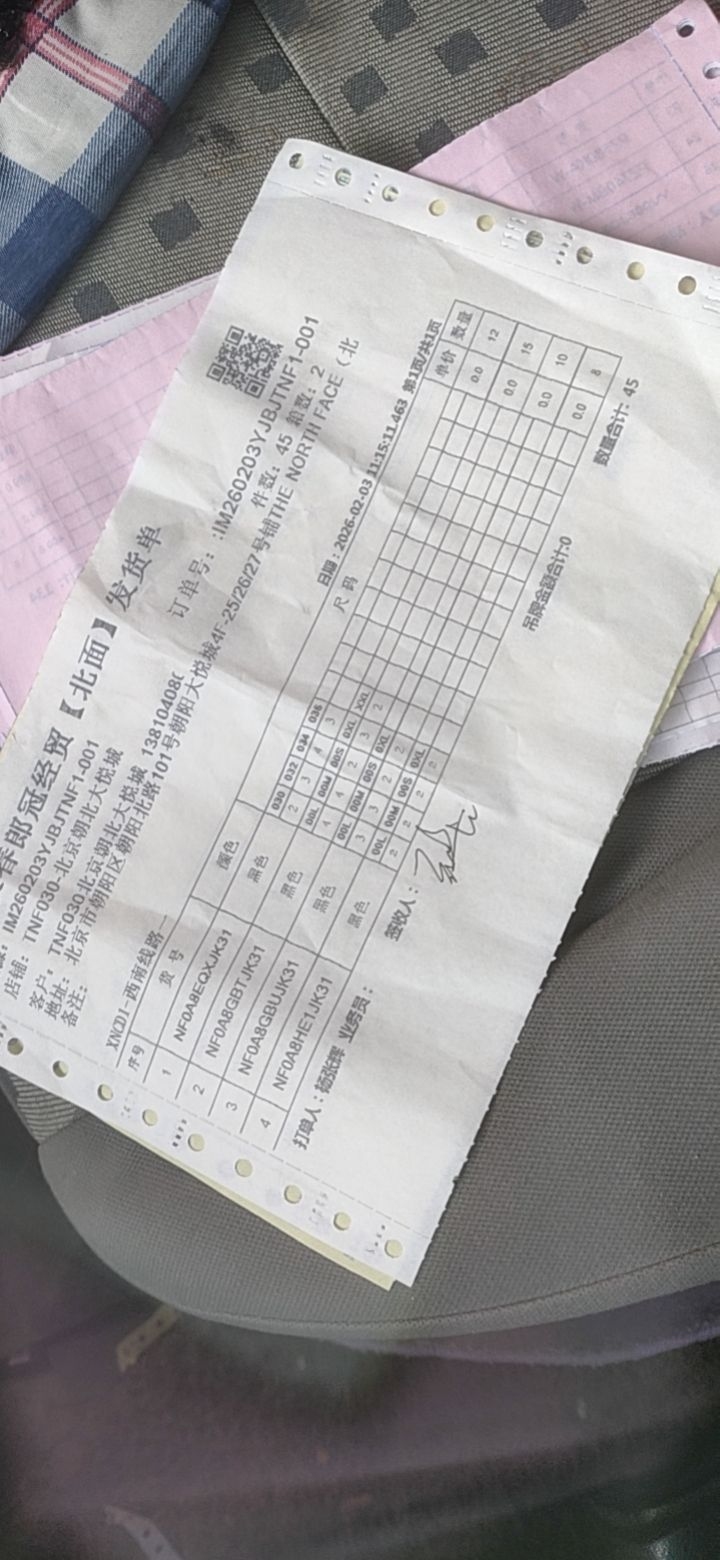 春郎冠经贸【北面】发货单
源: IM260203YJBJTNF1-001 订单号: :IM260203YJBJTNF1-001
店铺: TNF030-北京朝北大悦城 件数: 45 箱数: 2
客户: TNF030北京朝北大悦城 13810408
地址: 北京市朝阳区朝阳北路101号朝阳大悦城4F-25/26/27号铺THE NORTH FACE（北
备注:
XNCD1-西南线路一 日期: 2026-02-03 11:15:11.463 第1页/共1页
序号 货号 颜色 尺码 单价 数量
030 032 034 036
1 NF0A8EQXJK31 黑色 2 3 4 3 0.0 12
00L 00M 00S 0XL XXL
2 NF0A8GBTJK31 黑色 4 4 2 3 2 0.0 15
00L 00M 00S 0XL
3 NF0A8GBUJK31 黑色 3 3 2 2 0.0 10
00L 00M 00S 0XL
4 NF0A8HE1JK31 黑色 2 2 2 2 0.0 8
吊牌金额合计:0 数量合计: 45
打单人: 杨张辉 业务员: 签收人: